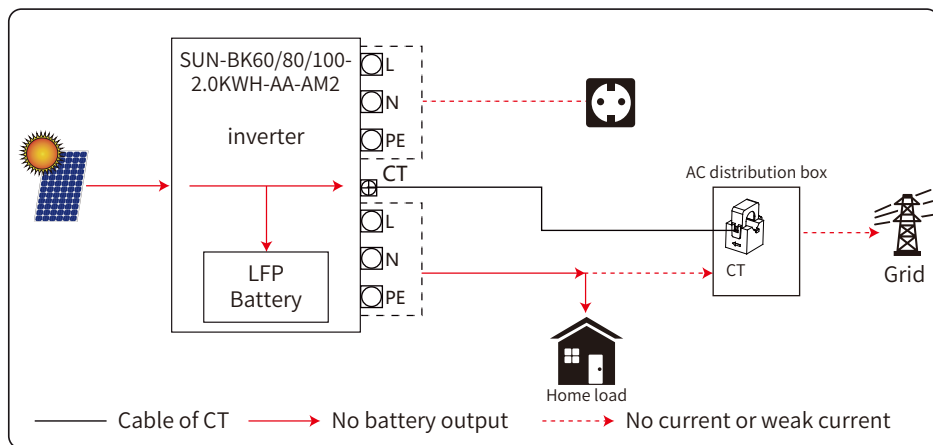 SUN-BK60/80/100-
2.0KWH-AA-AM2
inverter
L
N
PE
CT
L
N
PE
LFP
Battery
AC distribution box
CT
Grid
Home load
Cable of CT
No battery output
No current or weak current